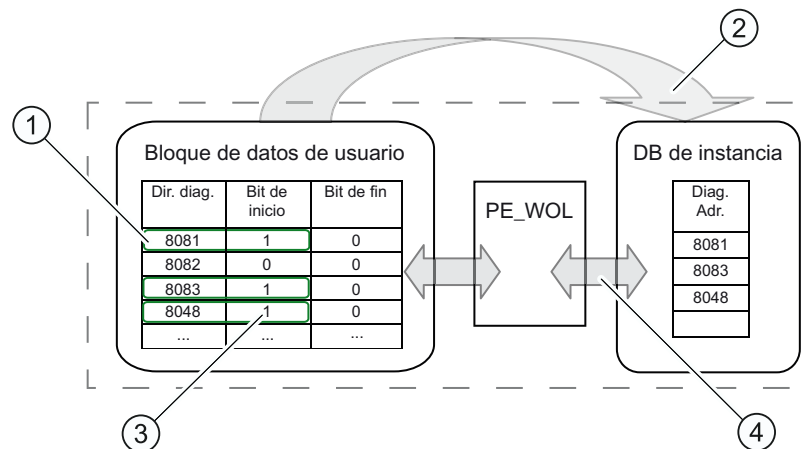 2
1
Bloque de datos de usuario
Dir. diag. Bit de inicio Bit de fin
8081 1 0
8082 0 0
8083 1 0
8048 1 0
... ... ...
PE_WOL
DB de instancia
Diag.
Adr.
8081
8083
8048
3
4